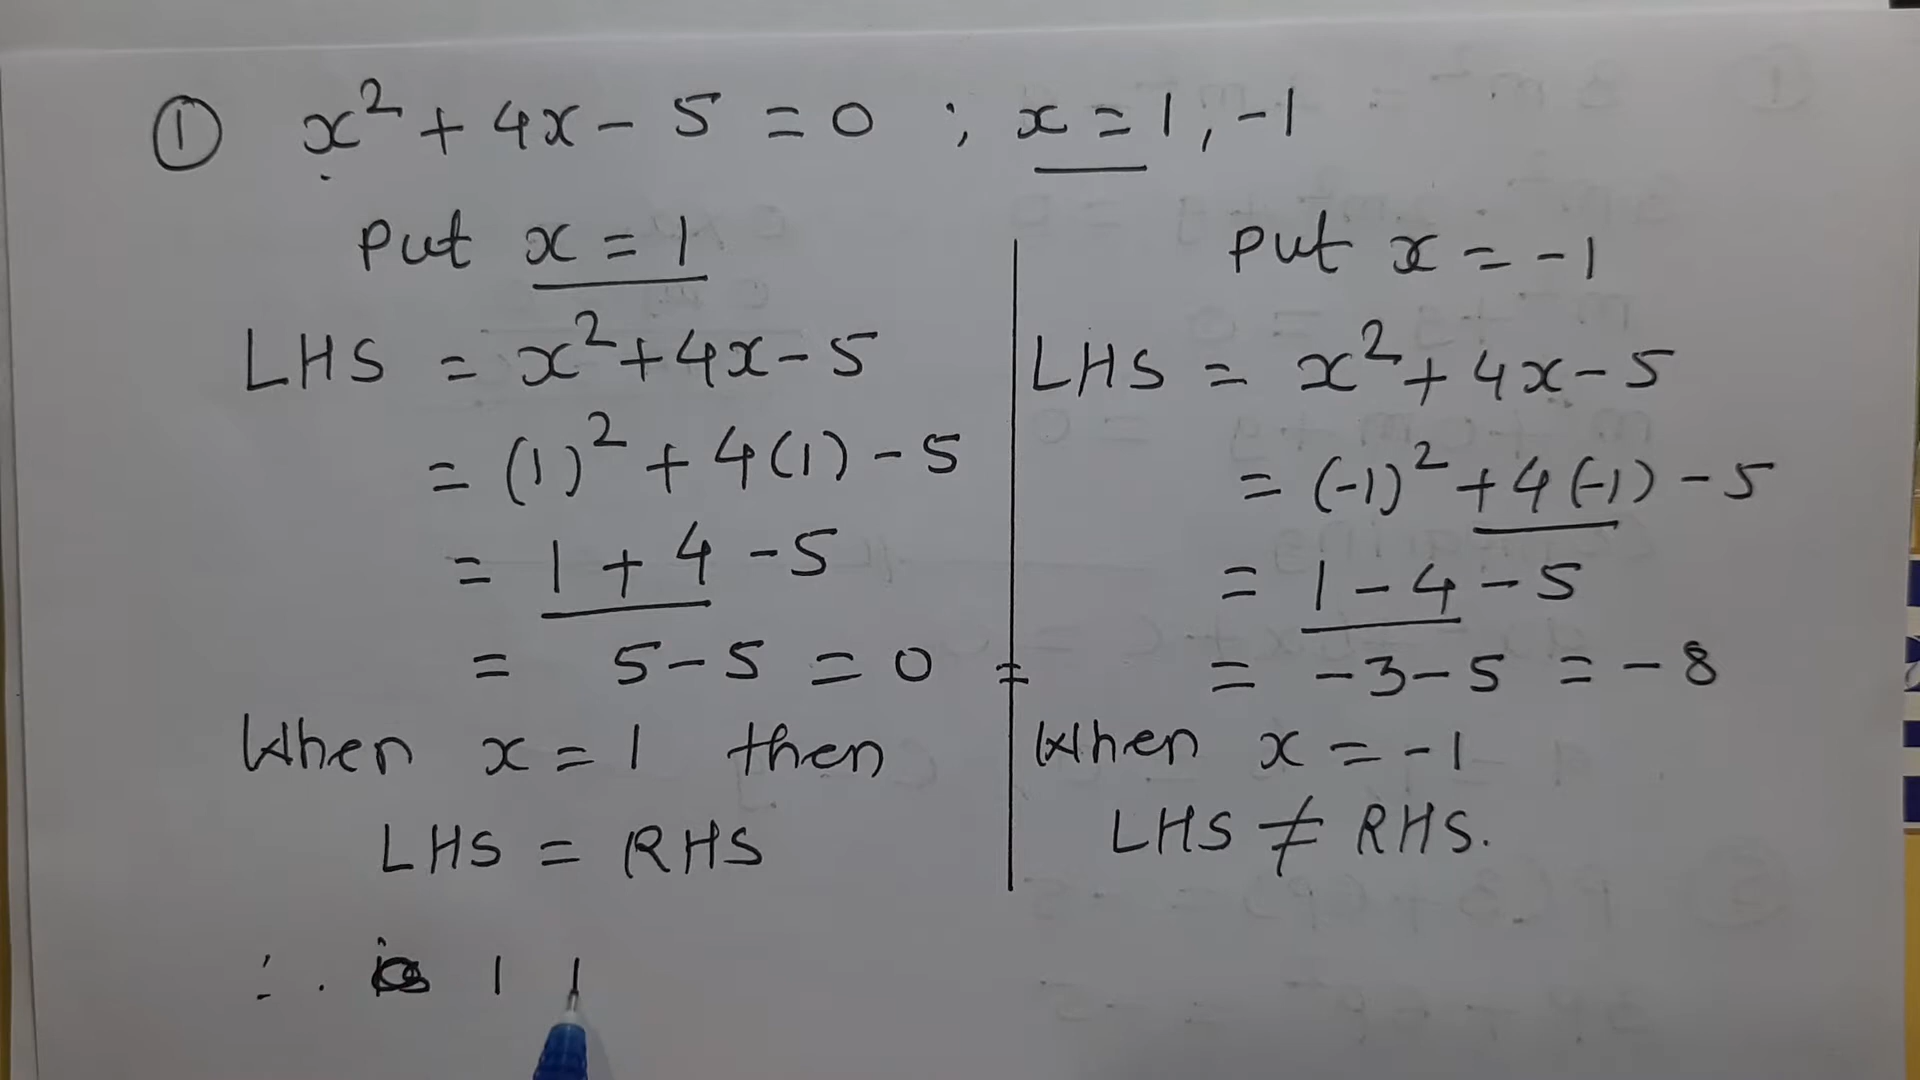 ① x² + 4x - 5 = 0 ; x = 1, -1
Put x = 1
LHS = x² + 4x - 5
= (1)² + 4(1) - 5
= 1 + 4 - 5
= 5 - 5 = 0
When x = 1 then
LHS = RHS
∴ 1
Put x = -1
LHS = x² + 4x - 5
= (-1)² + 4(-1) - 5
= 1 - 4 - 5
= -3 - 5 = -8
When x = -1
LHS ≠ RHS.